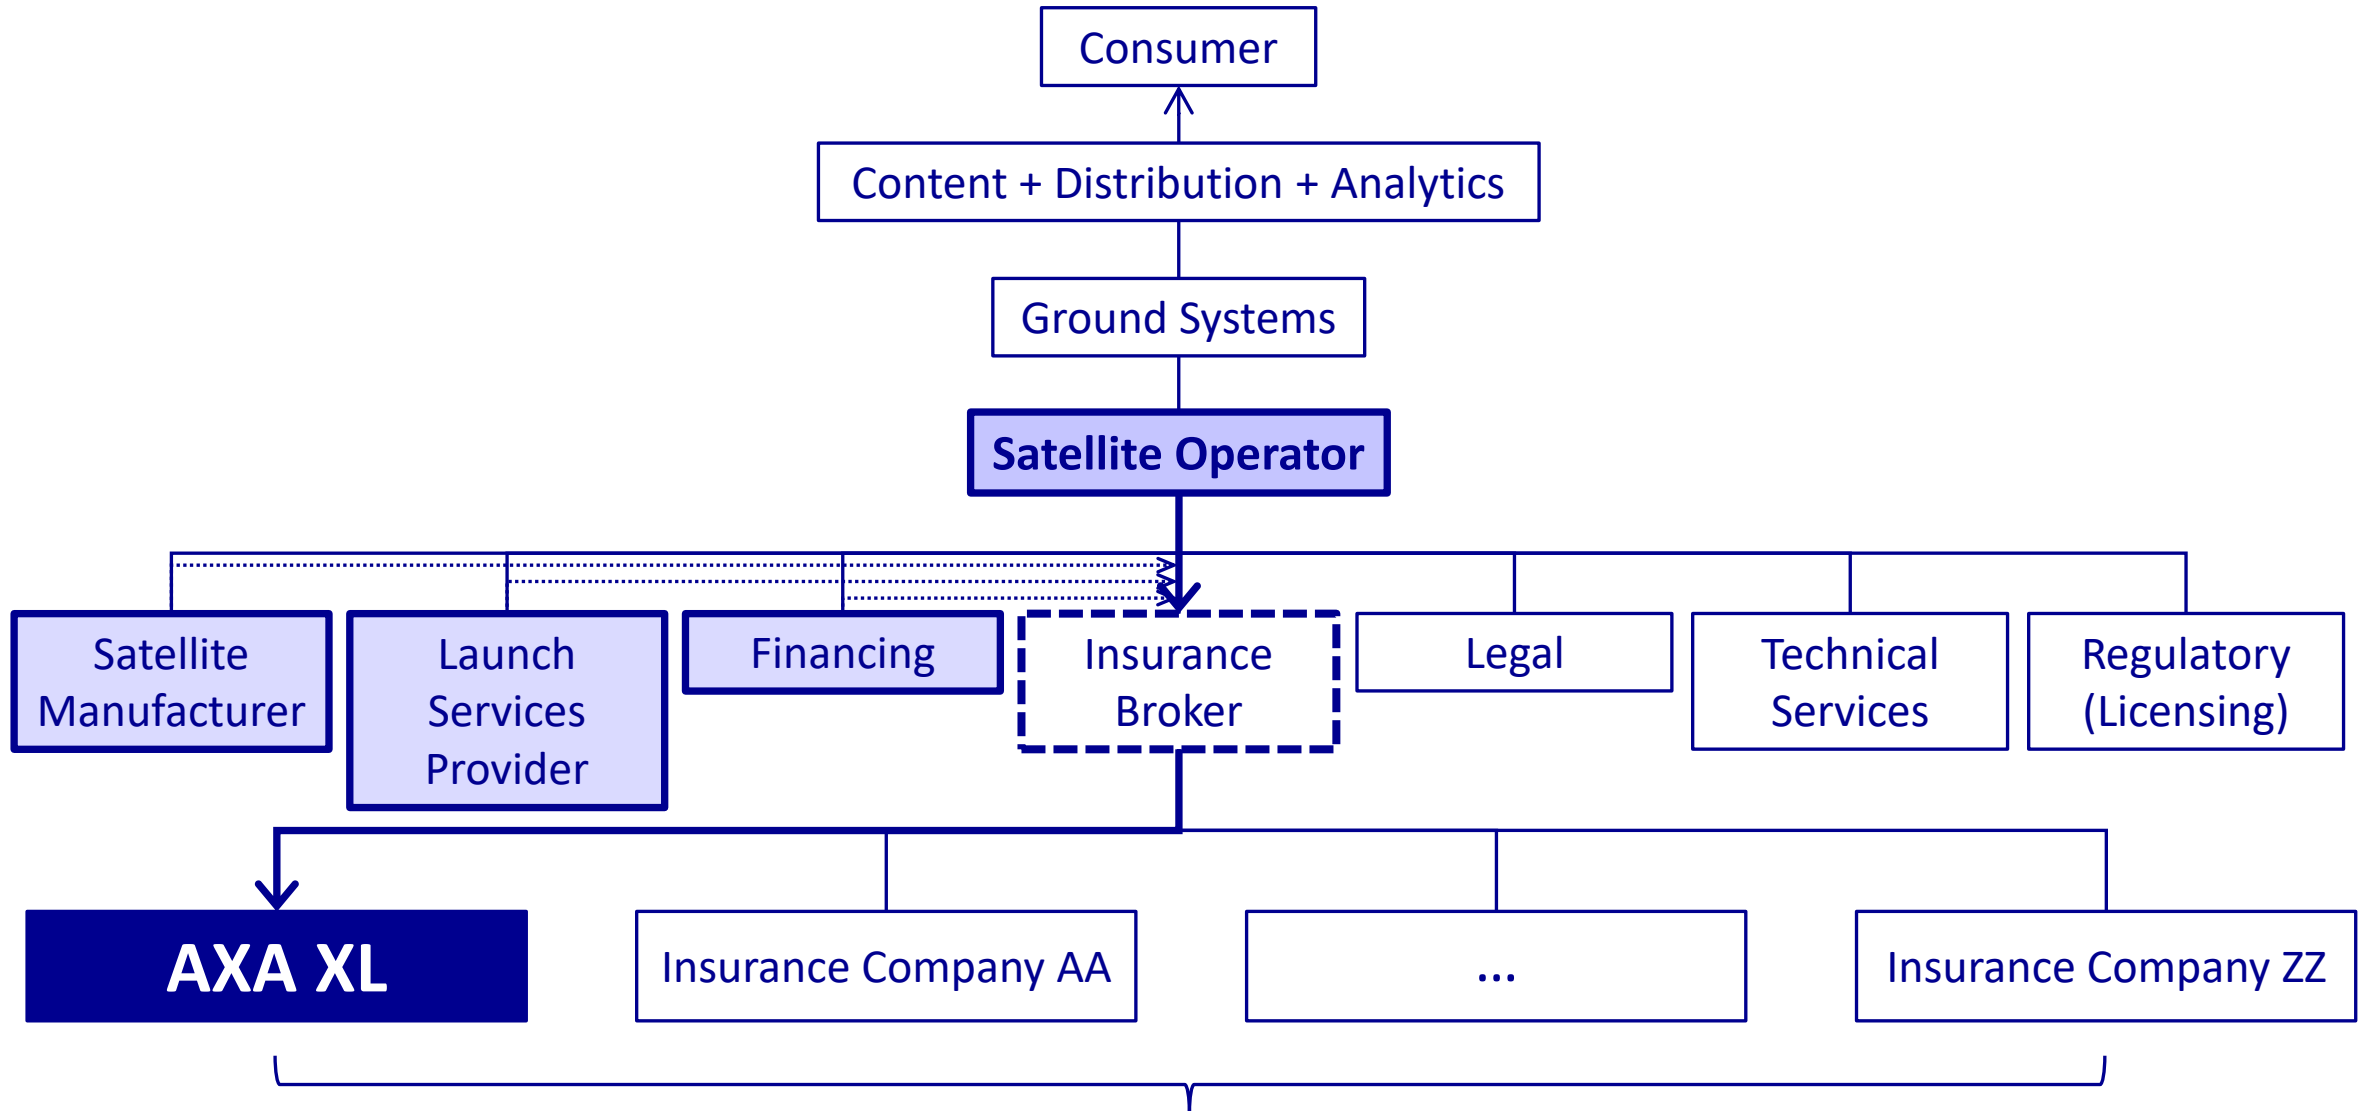 Consumer
Content + Distribution + Analytics
Ground Systems
Satellite Operator
Satellite
Manufacturer
Launch
Services
Provider
Financing
Insurance
Broker
Legal
Technical
Services
Regulatory
(Licensing)
AXA XL
Insurance Company AA
...
Insurance Company ZZ